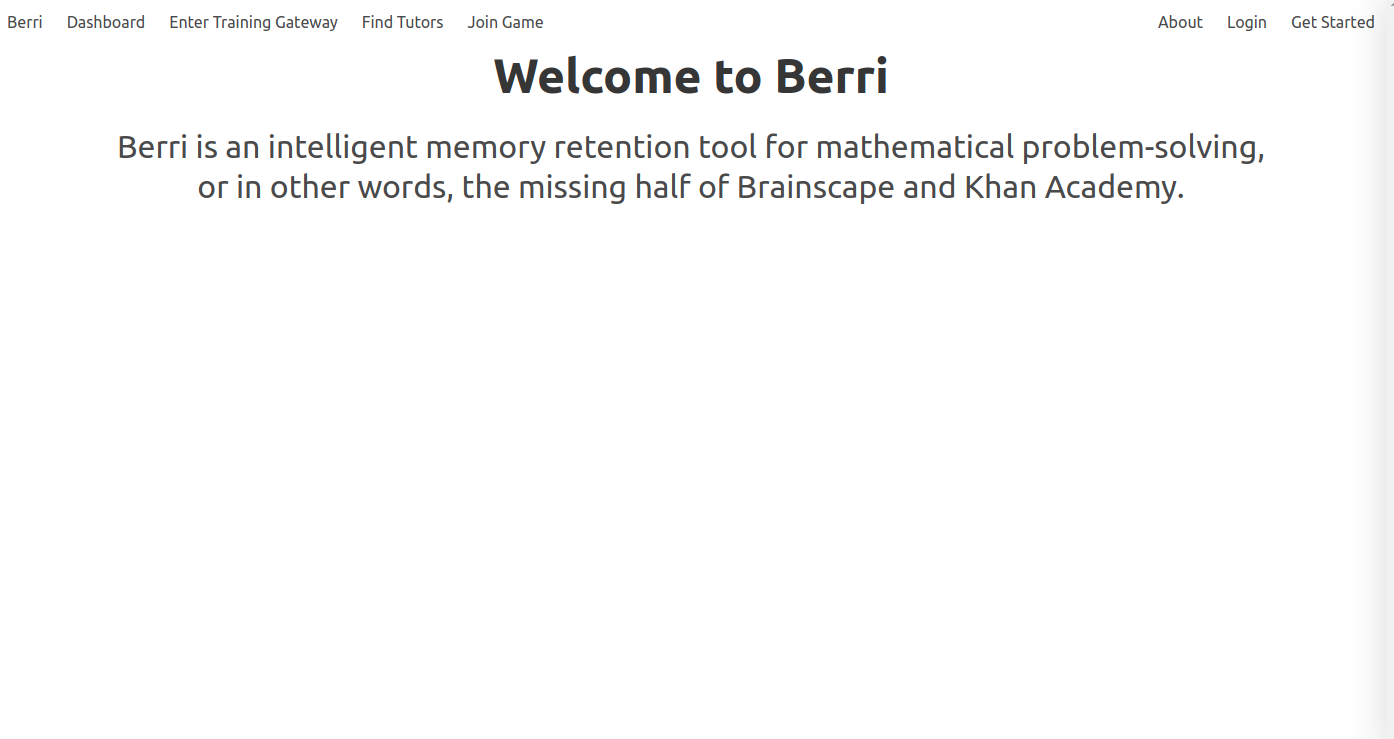 Berri Dashboard Enter Training Gateway Find Tutors Join Game About Login Get Started
Welcome to Berri
Berri is an intelligent memory retention tool for mathematical problem-solving,
or in other words, the missing half of Brainscape and Khan Academy.